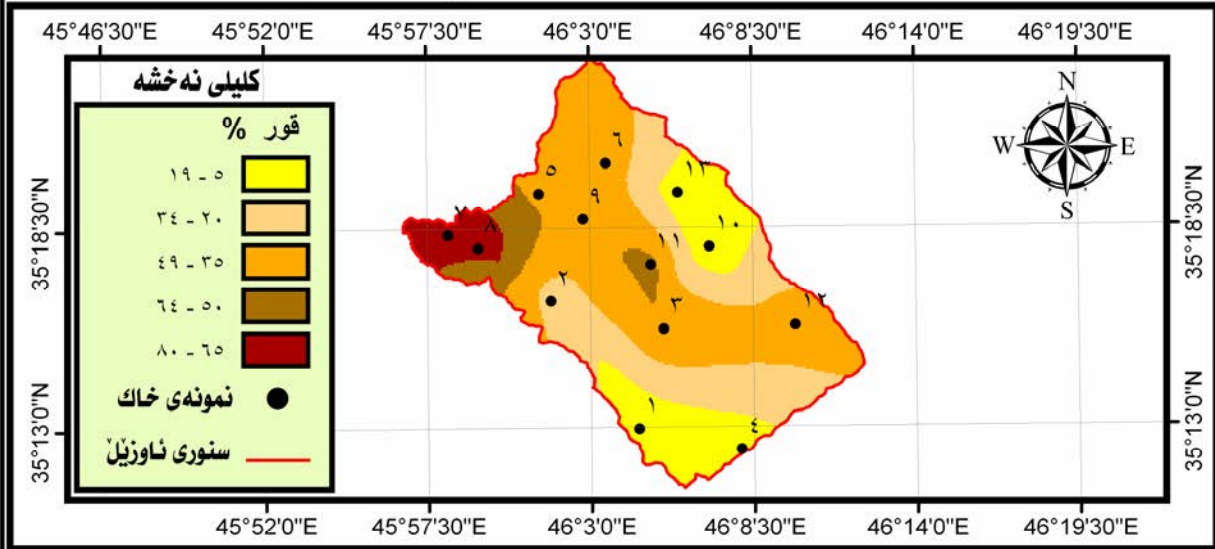 45°46'30"E 45°52'0"E 45°57'30"E 46°3'0"E 46°8'30"E 46°14'0"E 46°19'30"E
کلیلی نەخشە
قور %
٥ - ١٩
٢٠ - ٣٤
٣٥ - ٤٩
٥٠ - ٦٤
٦٥ - ٨٠
نمونەی خاك
سنوری ئاوزێڵ
N
W E
S
٦
١٣
٥
٩
١٠
٧
٨
١١
٢
٣
١٢
١
٤
35°18'30"N 35°18'30"N
35°13'0"N 35°13'0"N
45°52'0"E 45°57'30"E 46°3'0"E 46°8'30"E 46°14'0"E 46°19'30"E